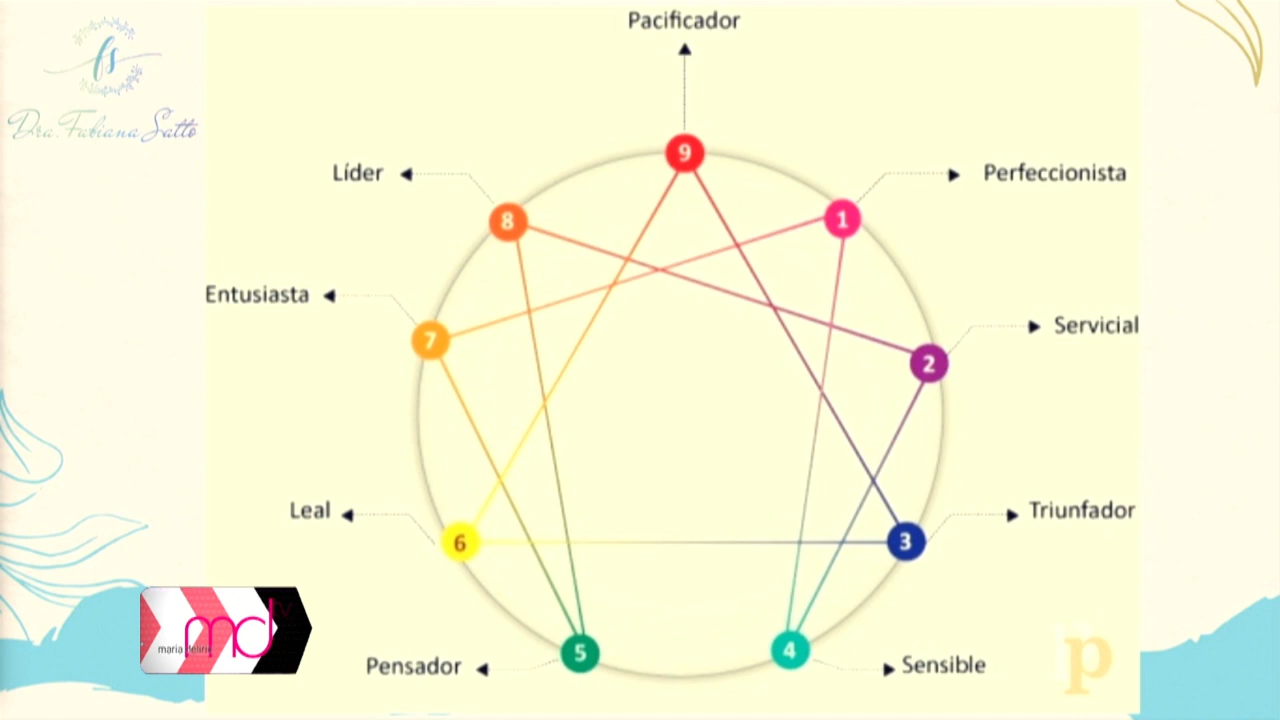 Pacificador
fs
Dra. Fabiana Satto
9
Líder
Perfeccionista
8
1
Entusiasta
Servicial
7
2
Leal
Triunfador
6
3
md
tv
maria
p
5
4
Pensador
Sensible